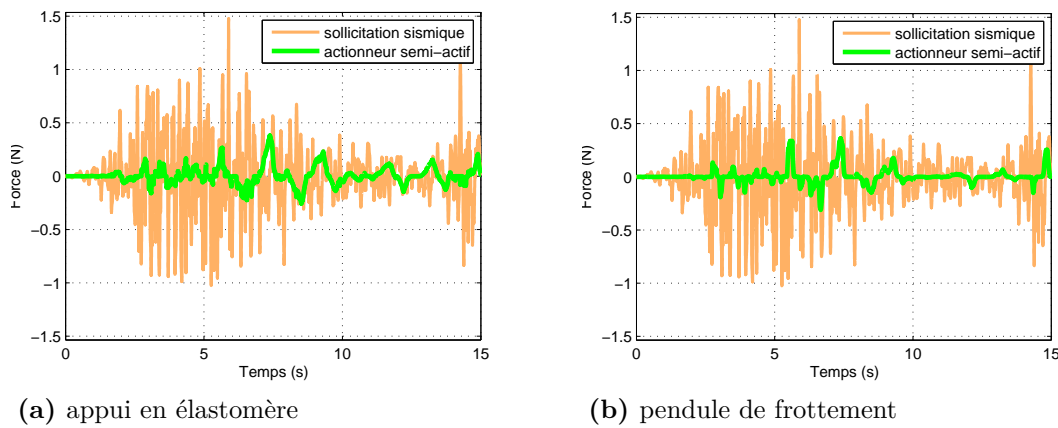 1.5
1
0.5
0
−0.5
−1
−1.5
Force (N)
sollicitation sismique
actionneur semi−actif
0
5
10
15
Temps (s)
(a) appui en élastomère
1.5
1
0.5
0
−0.5
−1
−1.5
Force (N)
sollicitation sismique
actionneur semi−actif
0
5
10
15
Temps (s)
(b) pendule de frottement